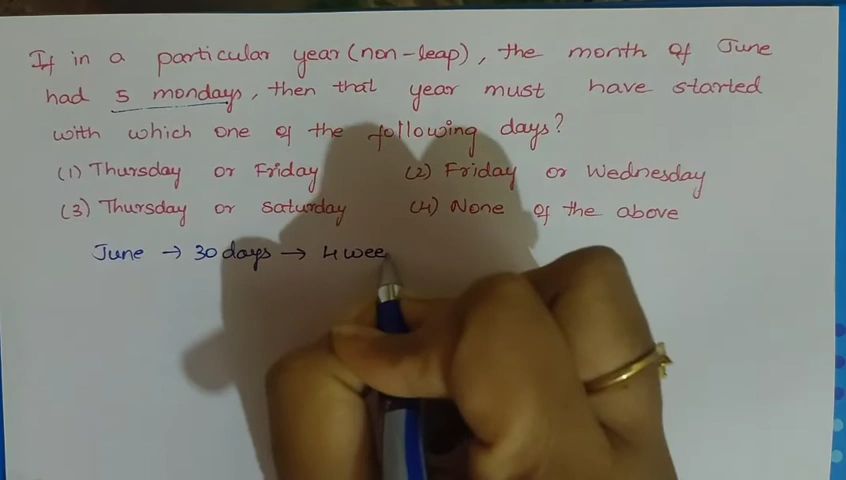 If in a particular year (non-leap), the month of June
had 5 mondays, then that year must have started
with which one of the following days?
(1) Thursday or Friday (2) Friday or Wednesday
(3) Thursday or Saturday (4) None of the above
June → 30 days → 4 wee